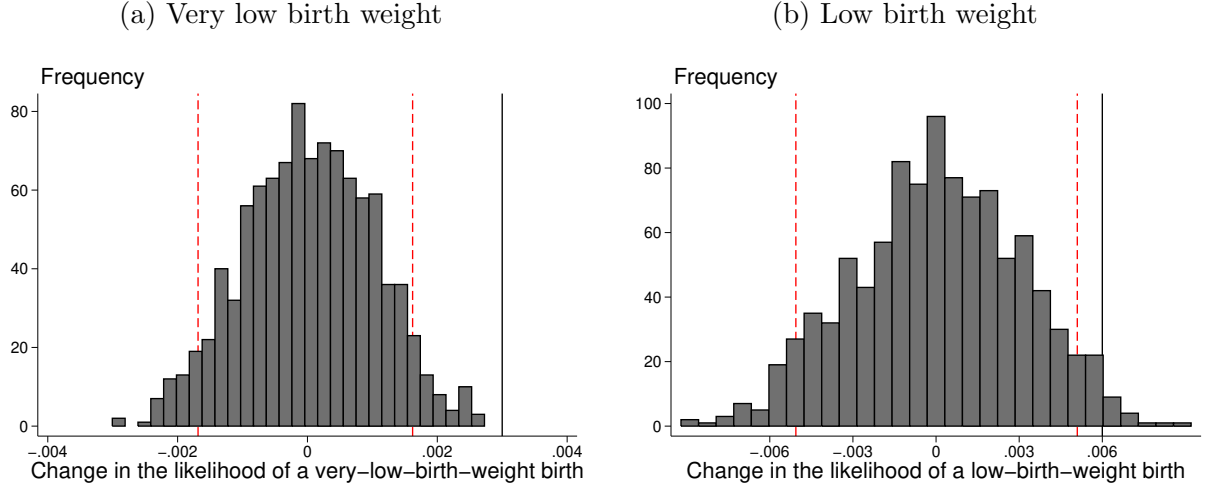 (a) Very low birth weight
Frequency
80
60
40
20
0
−.004 −.002 0 .002 .004
Change in the likelihood of a very−low−birth−weight birth
(b) Low birth weight
Frequency
100
80
60
40
20
0
−.006 −.003 0 .003 .006
Change in the likelihood of a low−birth−weight birth